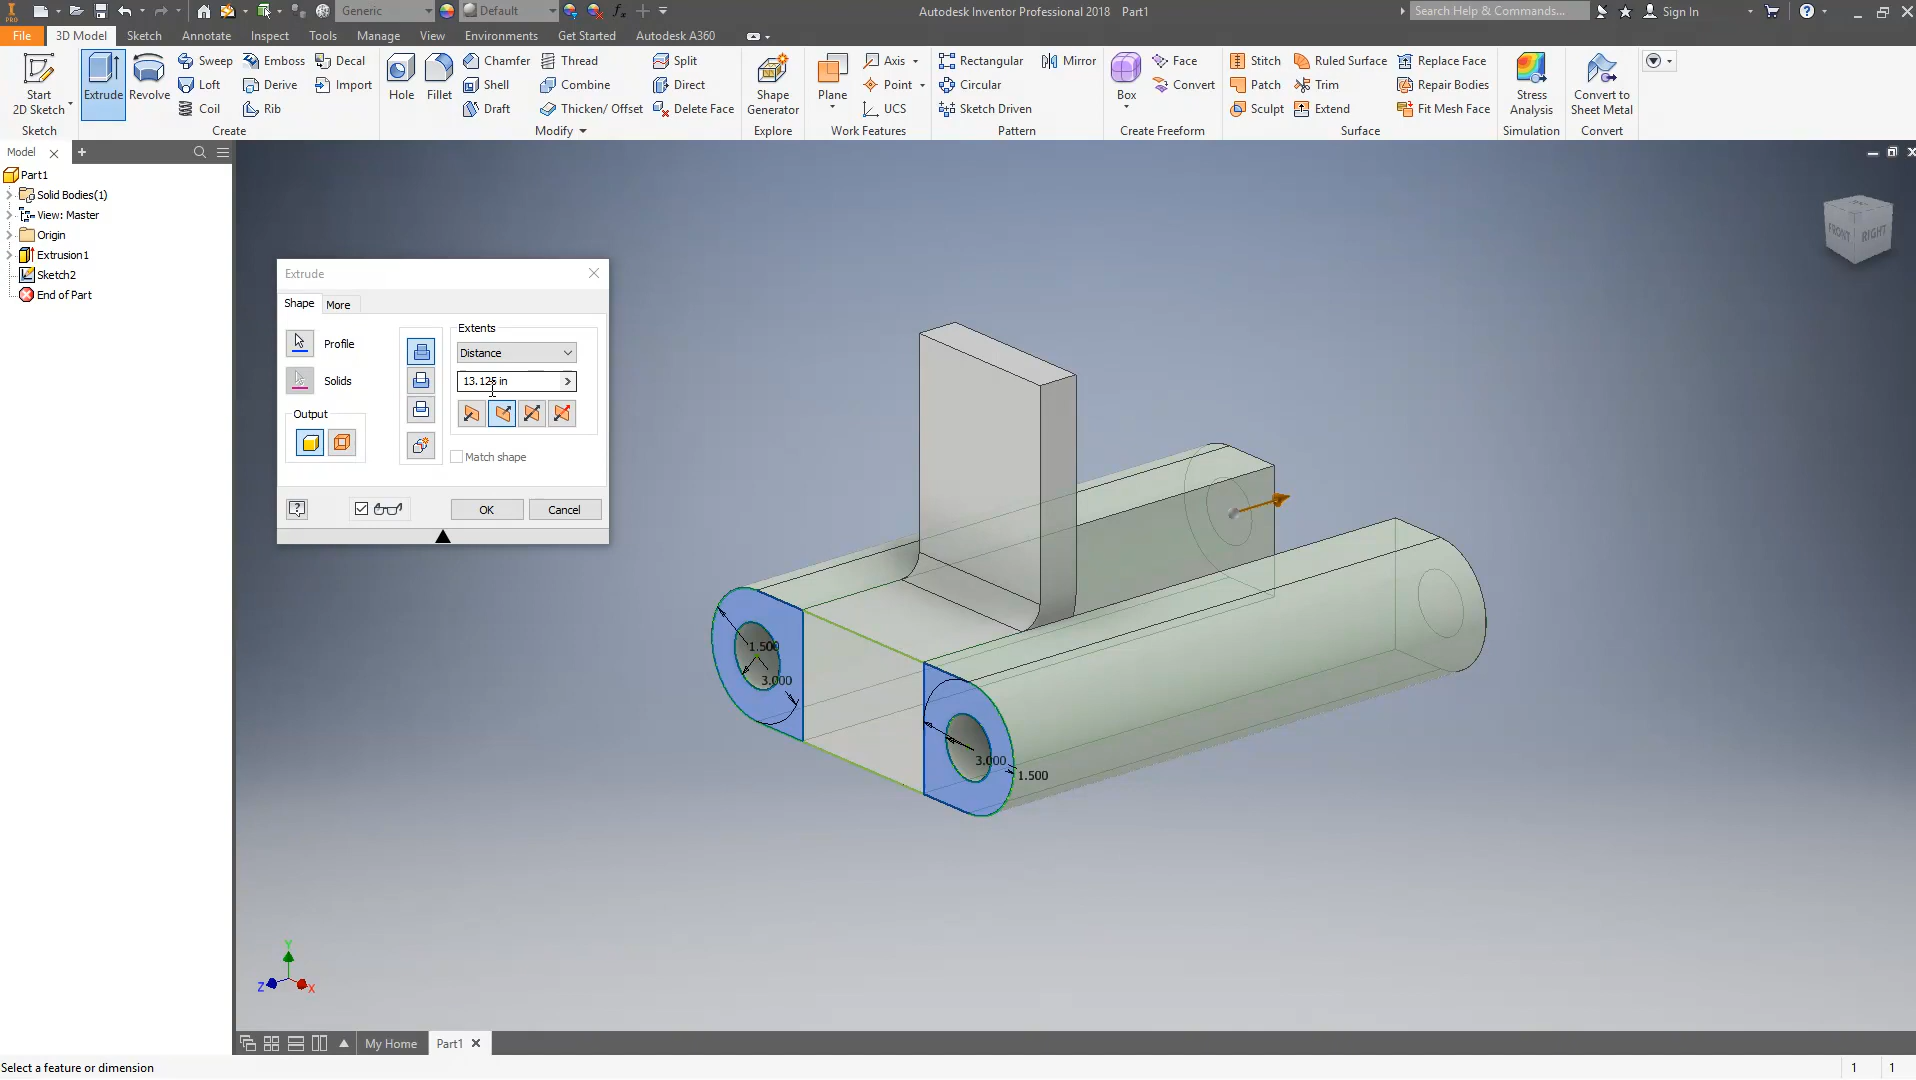 Generic
Default
Autodesk Inventor Professional 2018 Part1
Search Help & Commands...
Sign In
PRO
File
3D Model
Sketch
Annotate
Inspect
Tools
Manage
View
Environments
Get Started
Autodesk A360
Start
2D Sketch
Sketch
Extrude
Revolve
Sweep
Loft
Coil
Emboss
Derive
Rib
Decal
Import
Create
Hole
Fillet
Chamfer
Shell
Draft
Thread
Combine
Thicken/ Offset
Split
Direct
Delete Face
Modify
Shape
Generator
Explore
Plane
Axis
Point
UCS
Work Features
Rectangular
Circular
Sketch Driven
Mirror
Pattern
Box
Face
Convert
Create Freeform
Stitch
Patch
Sculpt
Ruled Surface
Trim
Extend
Replace Face
Repair Bodies
Fit Mesh Face
Surface
Stress
Analysis
Simulation
Convert to
Sheet Metal
Convert
Model
Part1
Solid Bodies(1)
View: Master
Origin
Extrusion1
Sketch2
End of Part
Extrude
Shape
More
Profile
Solids
Output
Extents
Distance
13.125 in
Match shape
OK
Cancel
FRONT
RIGHT
1.500
3.000
3.000
1.500
Y
Z
X
My Home
Part1
Select a feature or dimension
1
1